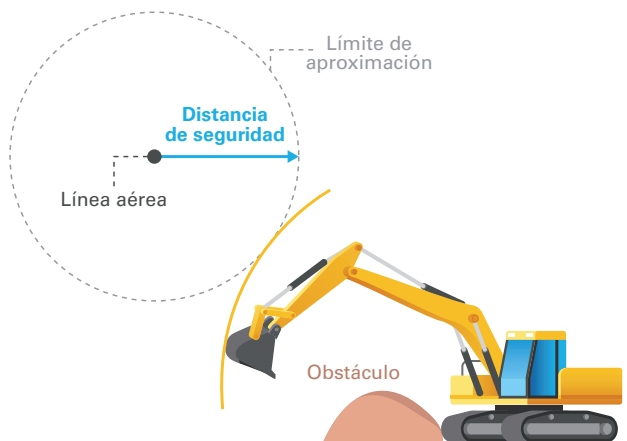 Límite de
aproximación
Distancia
de seguridad
Línea aérea
Obstáculo